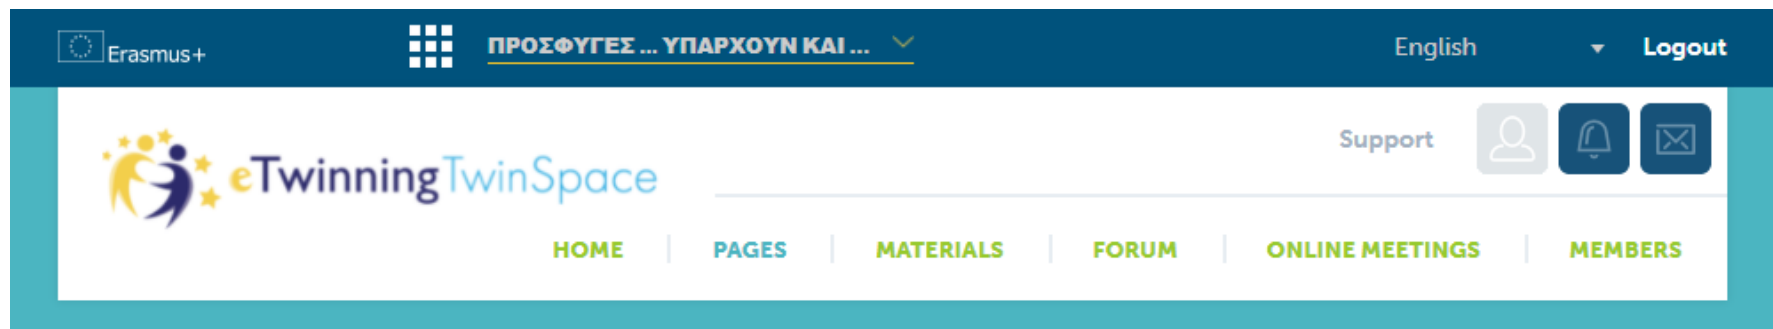 Erasmus+ ΠΡΟΣΦΥΓΕΣ ... ΥΠΑΡΧΟΥΝ ΚΑΙ ... English Logout
Support
eTwinning TwinSpace
HOME PAGES MATERIALS FORUM ONLINE MEETINGS MEMBERS